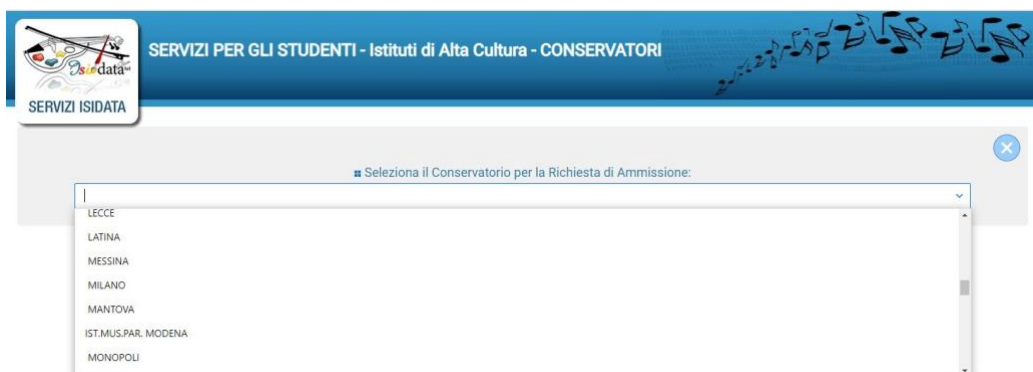 Isidata srl
SERVIZI ISIDATA
SERVIZI PER GLI STUDENTI - Istituti di Alta Cultura - CONSERVATORI
Seleziona il Conservatorio per la Richiesta di Ammissione:
LECCE
LATINA
MESSINA
MILANO
MANTOVA
IST.MUS.PAR. MODENA
MONOPOLI